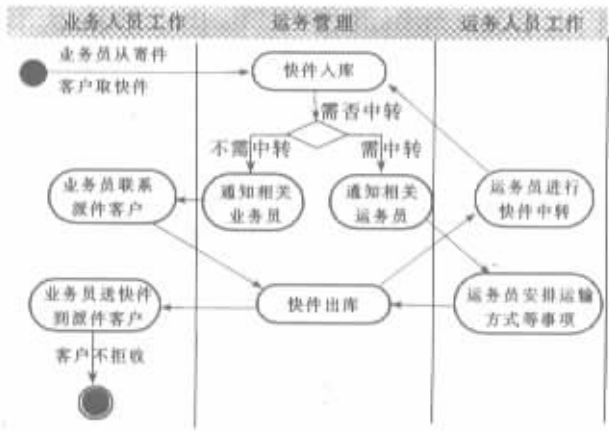 业务人员工作
运务管理
运务人员工作
业务员从寄件
客户取快件
快件入库
需否中转
不需中转
需中转
业务员联系
派件客户
通知相关
业务员
通知相关
运务员
运务员进行
快件中转
业务员送快件
到派件客户
快件出库
运务员安排运输
方式等事项
客户不拒收